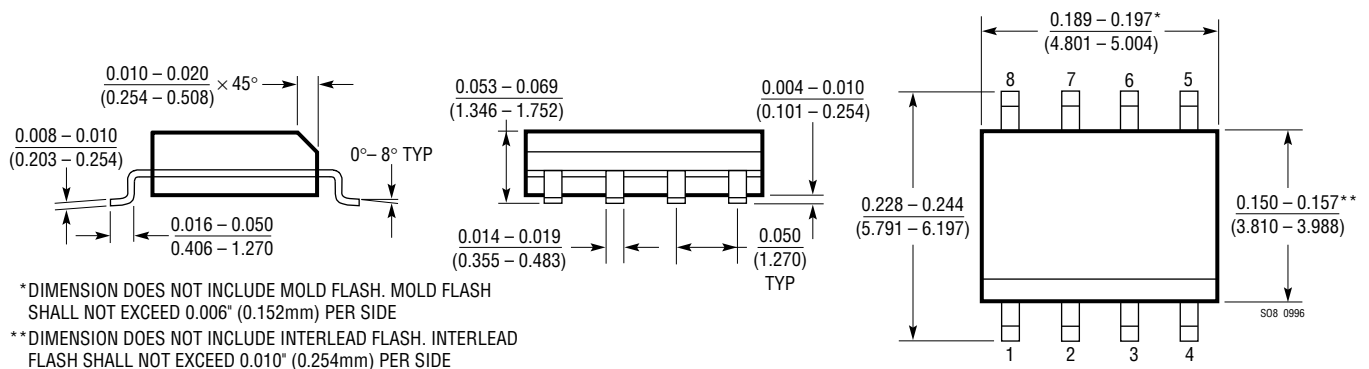 0.010 – 0.020
(0.254 – 0.508)
× 45°
0.008 – 0.010
(0.203 – 0.254)
0°– 8° TYP
0.016 – 0.050
0.406 – 1.270
0.053 – 0.069
(1.346 – 1.752)
0.004 – 0.010
(0.101 – 0.254)
0.014 – 0.019
(0.355 – 0.483)
0.050
(1.270)
TYP
0.189 – 0.197*
(4.801 – 5.004)
8 7 6 5
0.228 – 0.244
(5.791 – 6.197)
0.150 – 0.157**
(3.810 – 3.988)
1 2 3 4
SO8 0996
*DIMENSION DOES NOT INCLUDE MOLD FLASH. MOLD FLASH
SHALL NOT EXCEED 0.006" (0.152mm) PER SIDE
**DIMENSION DOES NOT INCLUDE INTERLEAD FLASH. INTERLEAD
FLASH SHALL NOT EXCEED 0.010" (0.254mm) PER SIDE